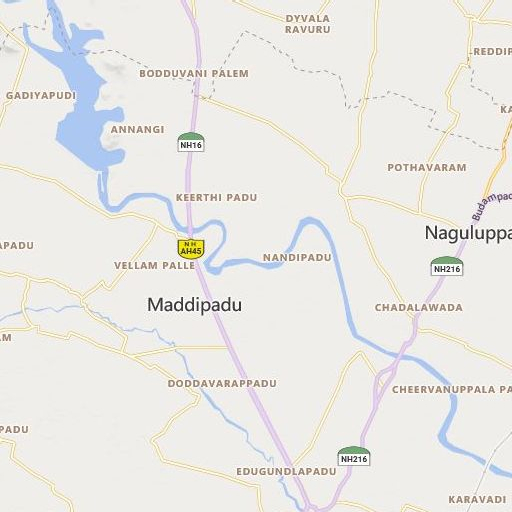 DYVALA
RAVURU
REDDIP
BODDUVANI PALEM
GADIYAPUDI
KA
ANNANGI
NH16
POTHAVARAM
KEERTHI PADU
Budampad
Naguluppa
APADU
NH
AH45
NANDIPADU
VELLAM PALLE
NH216
Maddipadu
CHADALAWADA
AM
DODDAVARAPPADU
CHEERVANUPPALA PA
PADU
NH216
EDUGUNDLAPADU
KARAVADI